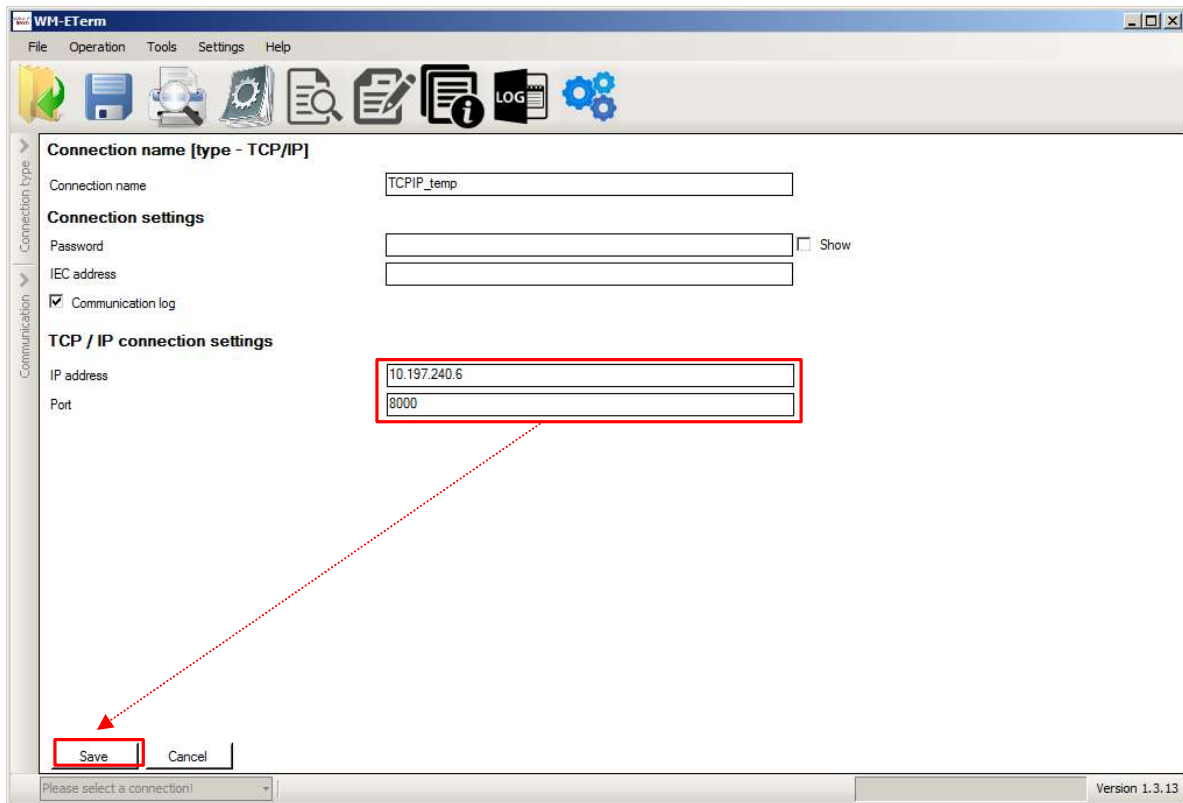 WM-ETerm
File Operation Tools Settings Help
LOG
Connection type
Communication
Connection name [type - TCP/IP]
Connection name TCPIP_temp
Connection settings
Password Show
IEC address
Communication log
TCP / IP connection settings
IP address 10.197.240.6
Port 8000
Save Cancel
Please select a connection! Version 1.3.13